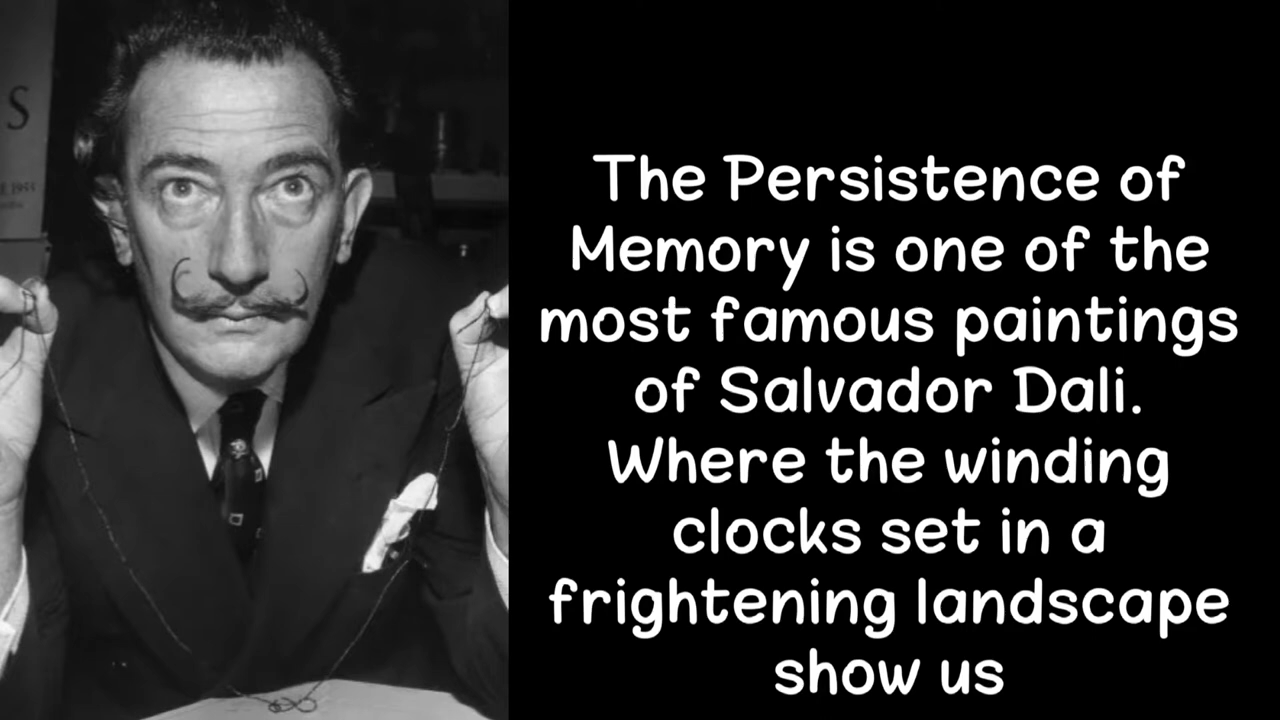 S
The Persistence of
Memory is one of the
most famous paintings
of Salvador Dali.
Where the winding
clocks set in a
frightening landscape
show us